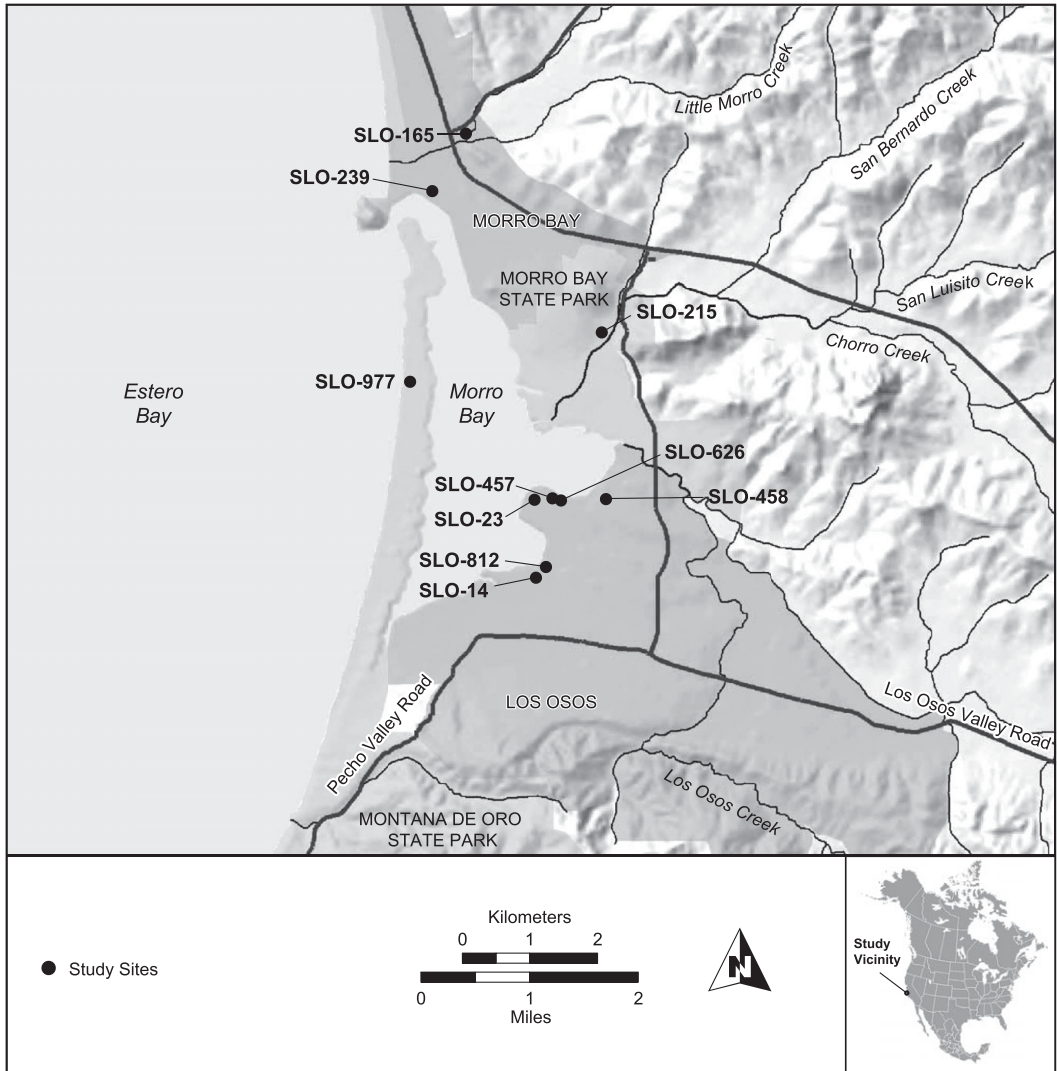 Little Morro Creek
San Bernardo Creek
SLO-165
SLO-239
MORRO BAY
MORRO BAY
STATE PARK
San Luisito Creek
SLO-215
Chorro Creek
SLO-977
Estero
Bay
Morro
Bay
SLO-626
SLO-457
SLO-458
SLO-23
SLO-812
SLO-14
Pecho Valley Road
LOS OSOS
Los Osos Valley Road
Los Osos Creek
MONTANA DE ORO
STATE PARK
Study Sites
Kilometers
0 1 2
0 1 2
Miles
N
Study
Vicinity